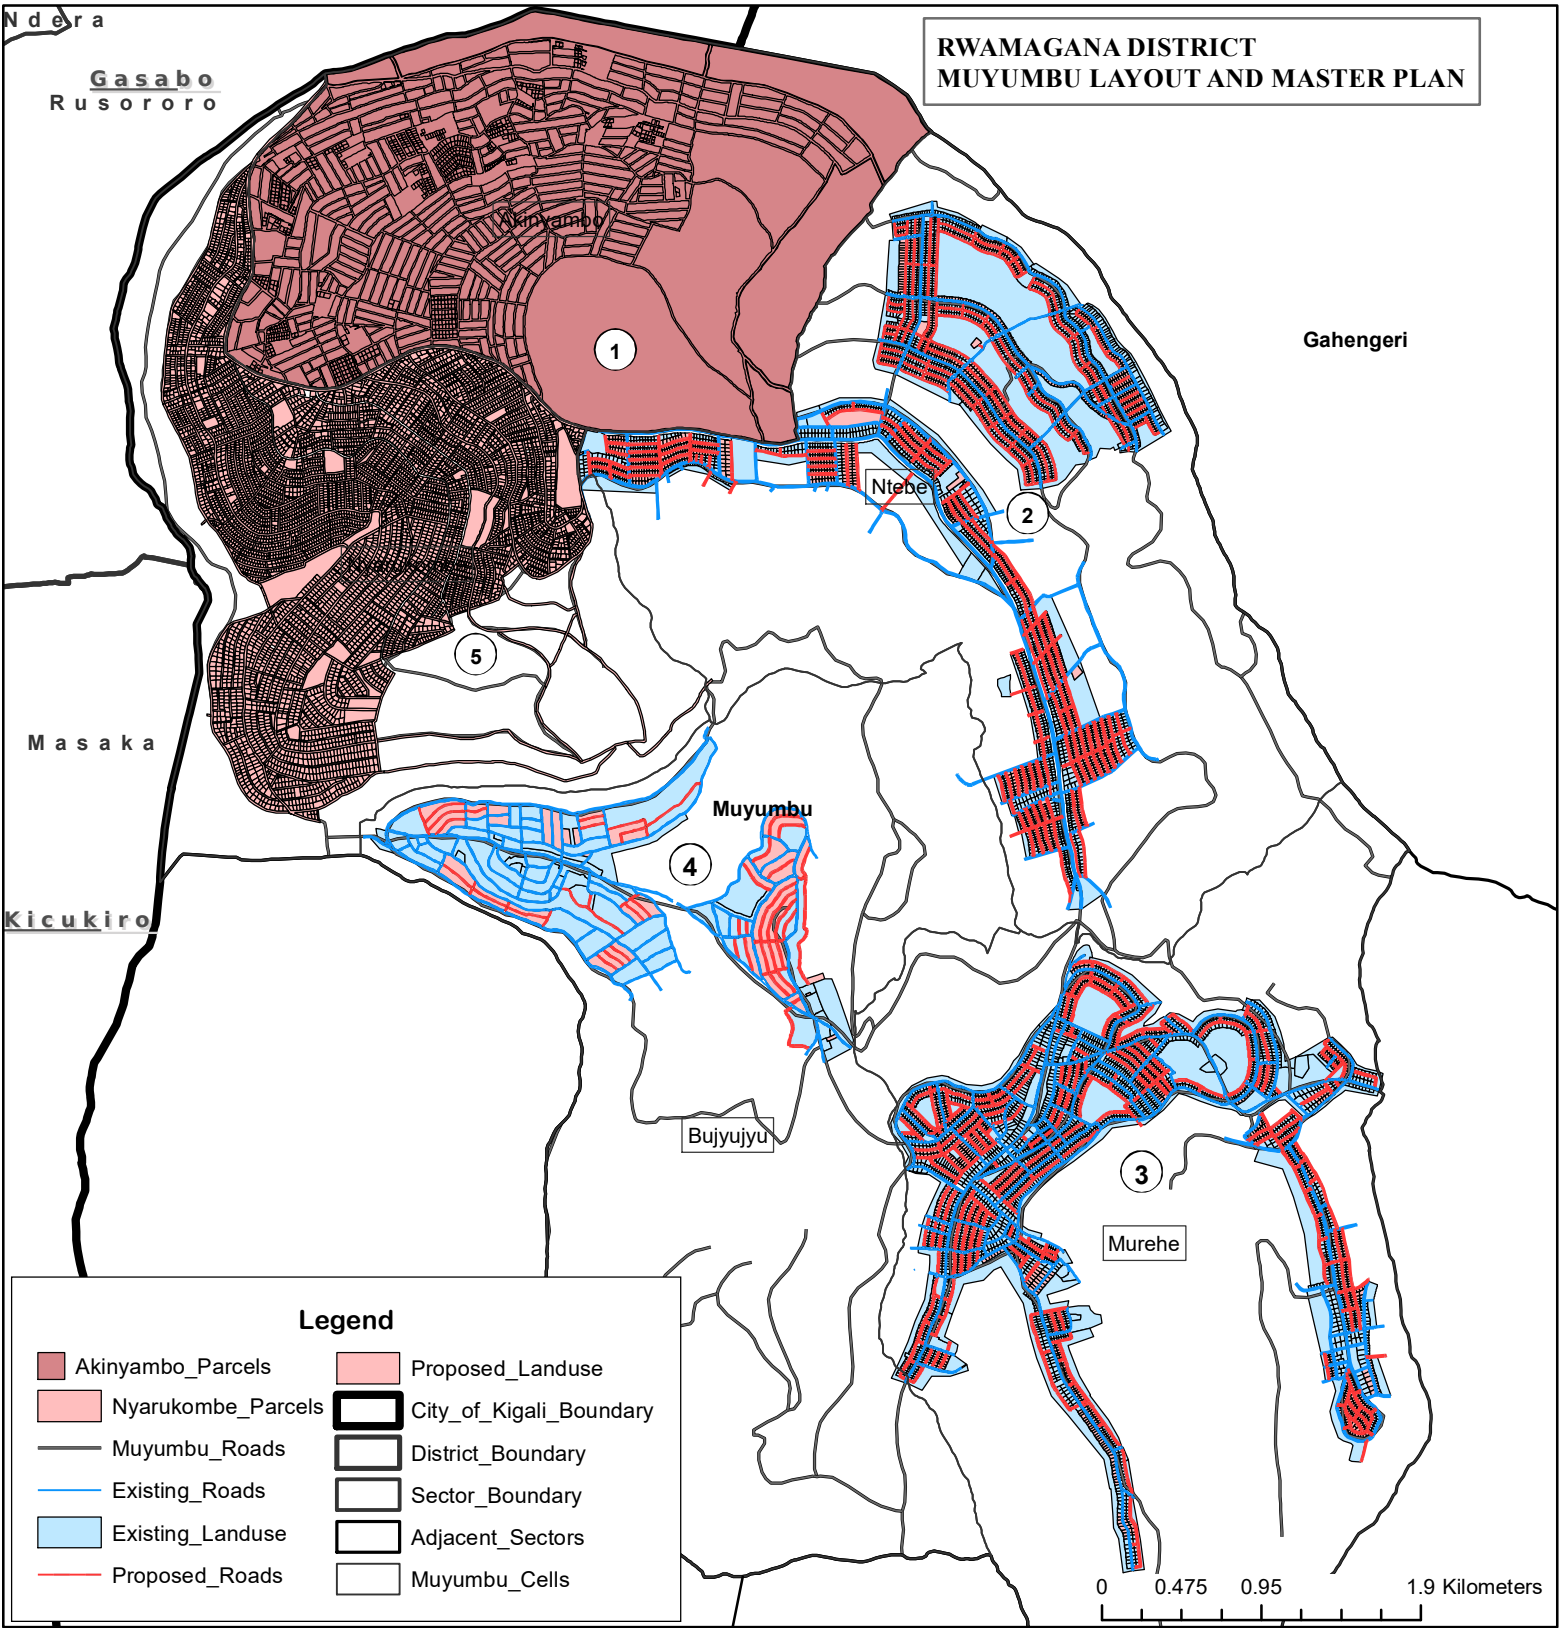 Ndera
Gasabo
Rusororo
RWAMAGANA DISTRICT
MUYUMBU LAYOUT AND MASTER PLAN
Akinyambo
1
Gahengeri
Ntebe
2
5
Masaka
Muyumbu
4
Kicukiro
Bujyujyu
3
Murehe
Legend
Akinyambo_Parcels
Nyarukombe_Parcels
Muyumbu_Roads
Existing_Roads
Existing_Landuse
Proposed_Roads
Proposed_Landuse
City_of_Kigali_Boundary
District_Boundary
Sector_Boundary
Adjacent_Sectors
Muyumbu_Cells
0 0.475 0.95 1.9 Kilometers